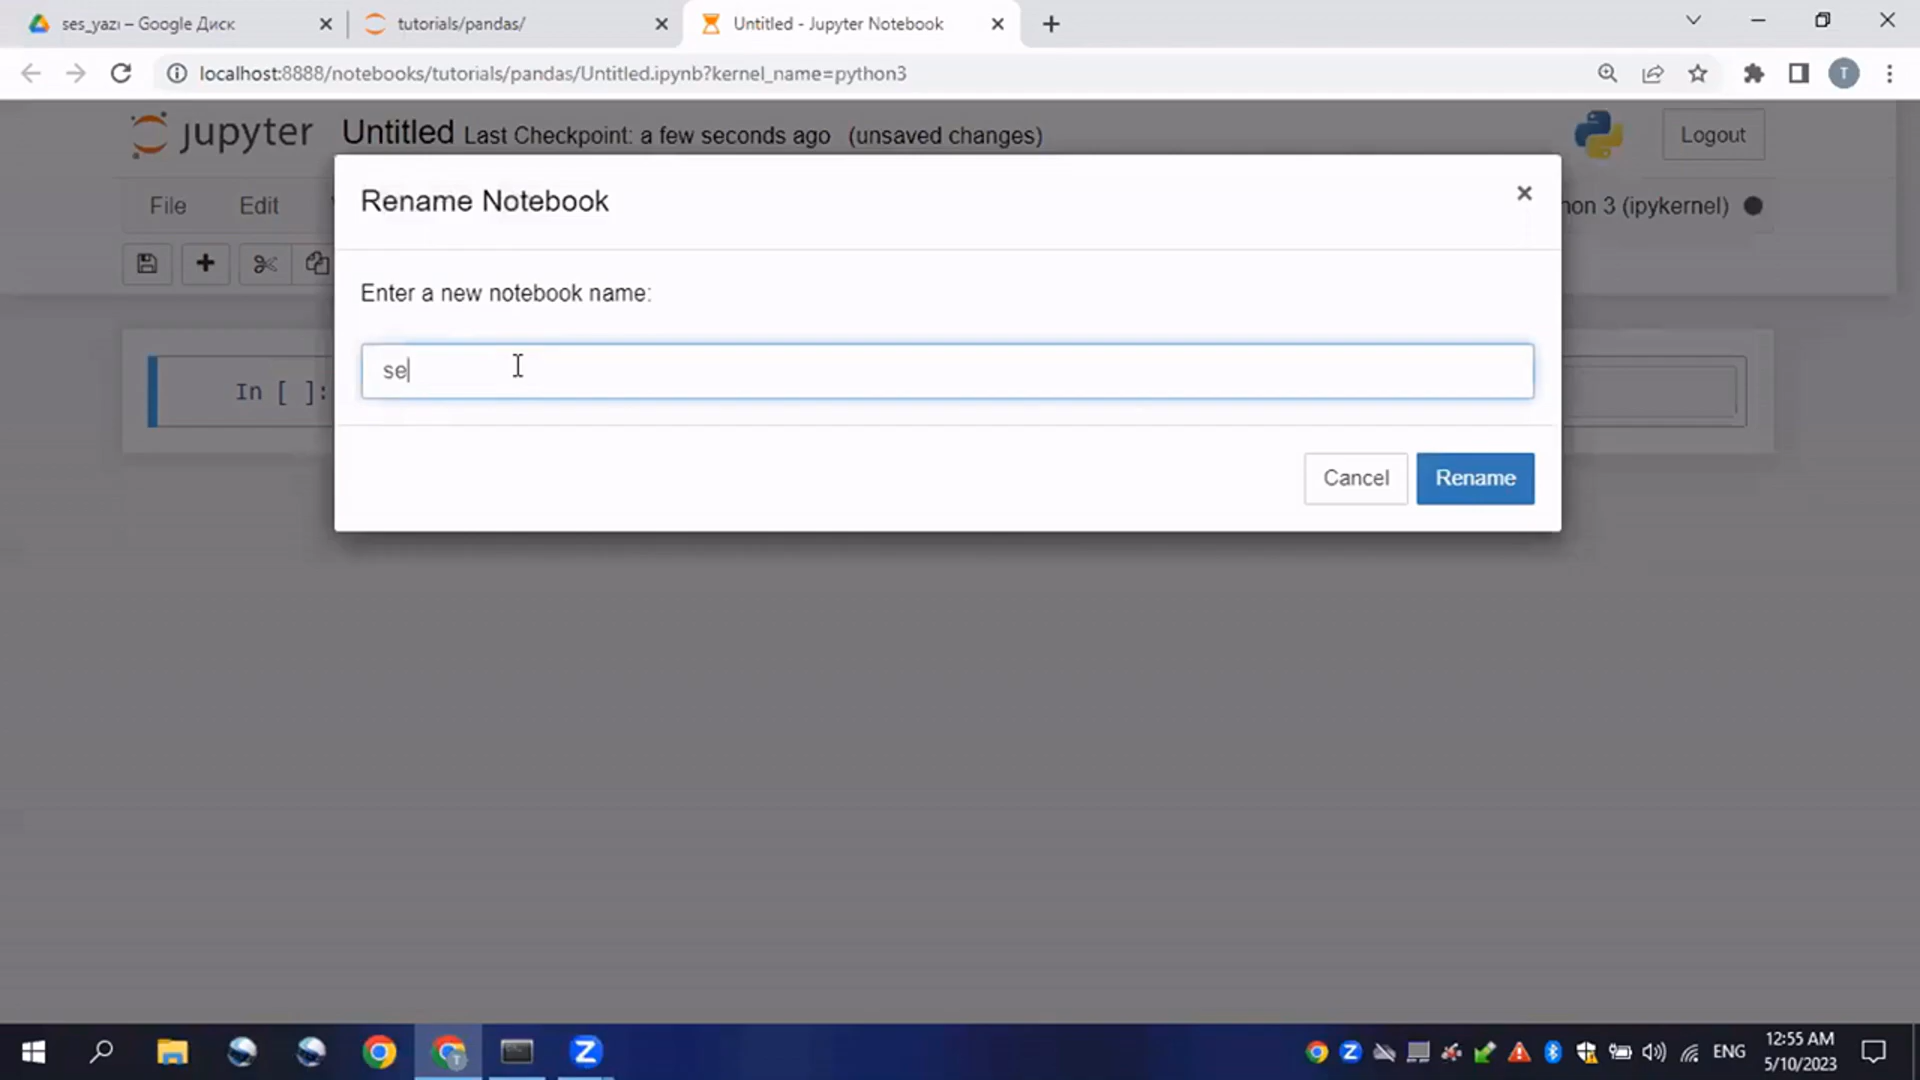 ses_yazı – Google Диск
tutorials/pandas/
Untitled - Jupyter Notebook
localhost:8888/notebooks/tutorials/pandas/Untitled.ipynb?kernel_name=python3
T
jupyter Untitled Last Checkpoint: a few seconds ago (unsaved changes)
Logout
Rename Notebook
File Edit
hon 3 (ipykernel)
Enter a new notebook name:
se
In [ ]:
Cancel Rename
12:55 AM
ENG
5/10/2023